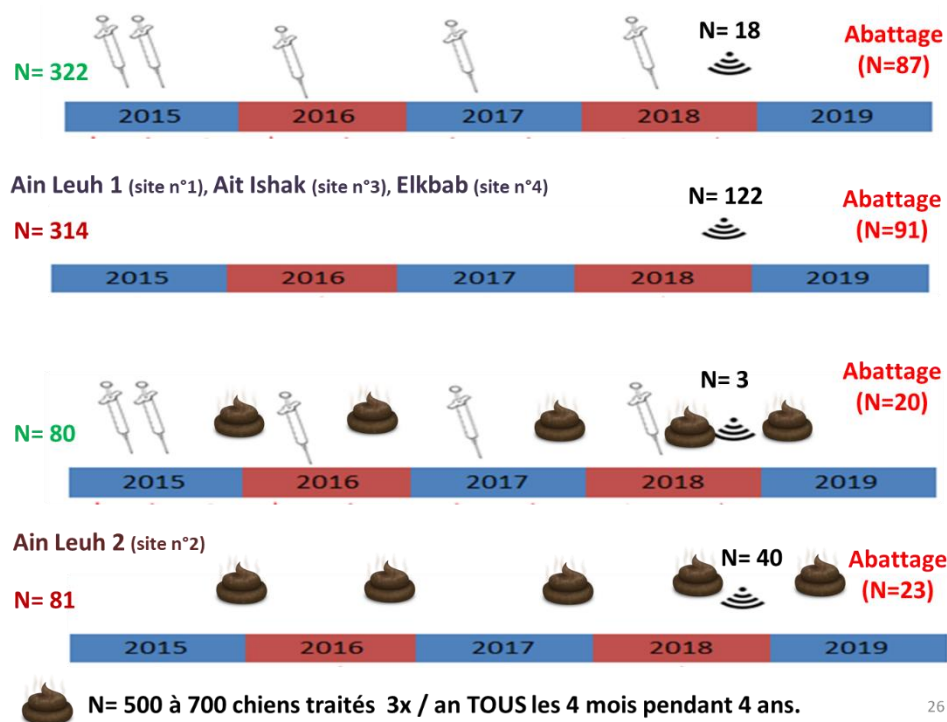 N= 18
Abattage
(N=87)
N= 322
2015 2016 2017 2018 2019
Ain Leuh 1 (site n°1), Ait Ishak (site n°3), Elkbab (site n°4)
N= 122
Abattage
(N=91)
N= 314
2015 2016 2017 2018 2019
N= 3
Abattage
(N=20)
N= 80
2015 2016 2017 2018 2019
Ain Leuh 2 (site n°2)
N= 40
Abattage
(N=23)
N= 81
2015 2016 2017 2018 2019
N= 500 à 700 chiens traités 3x / an TOUS les 4 mois pendant 4 ans.
26